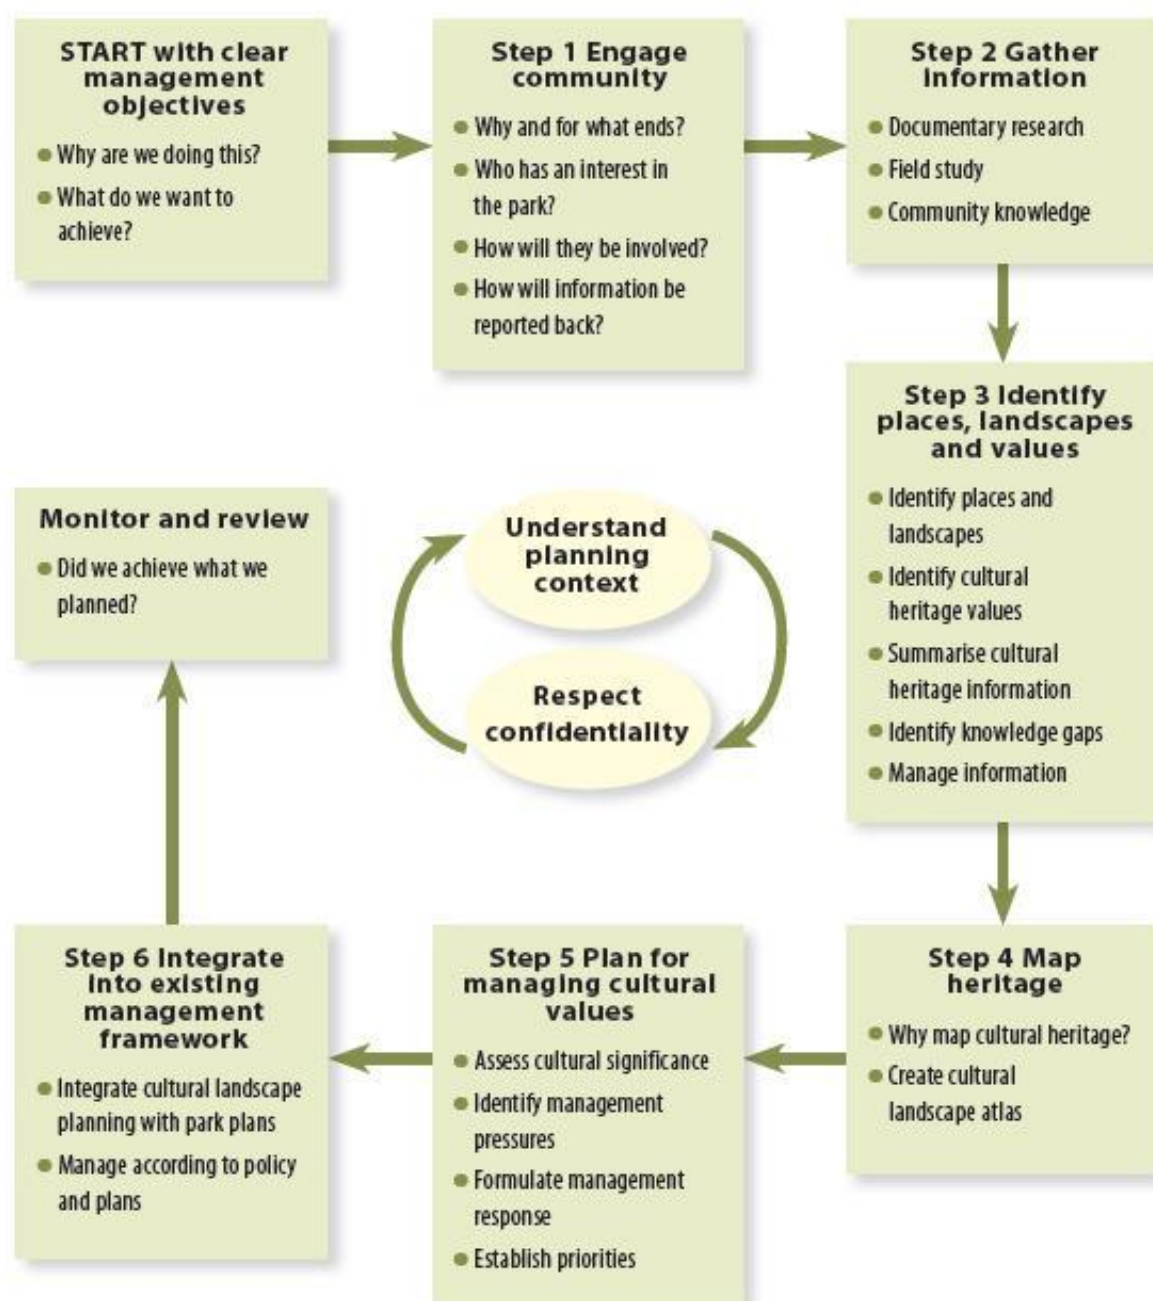 START with clear
management
objectives
Why are we doing this?
What do we want to
achieve?
Step 1 Engage
community
Why and for what ends?
Who has an interest in
the park?
How will they be involved?
How will information be
reported back?
Step 2 Gather
information
Documentary research
Field study
Community knowledge
Step 3 Identify
places, landscapes
and values
Identify places and
landscapes
Identify cultural
heritage values
Summarise cultural
heritage information
Identify knowledge gaps
Manage information
Step 4 Map
heritage
Why map cultural heritage?
Create cultural
landscape atlas
Step 5 Plan for
managing cultural
values
Assess cultural significance
Identify management
pressures
Formulate management
response
Establish priorities
Step 6 Integrate
into existing
management
framework
Integrate cultural landscape
planning with park plans
Manage according to policy
and plans
Monitor and review
Did we achieve what we
planned?
Understand
planning
context
Respect
confidentiality